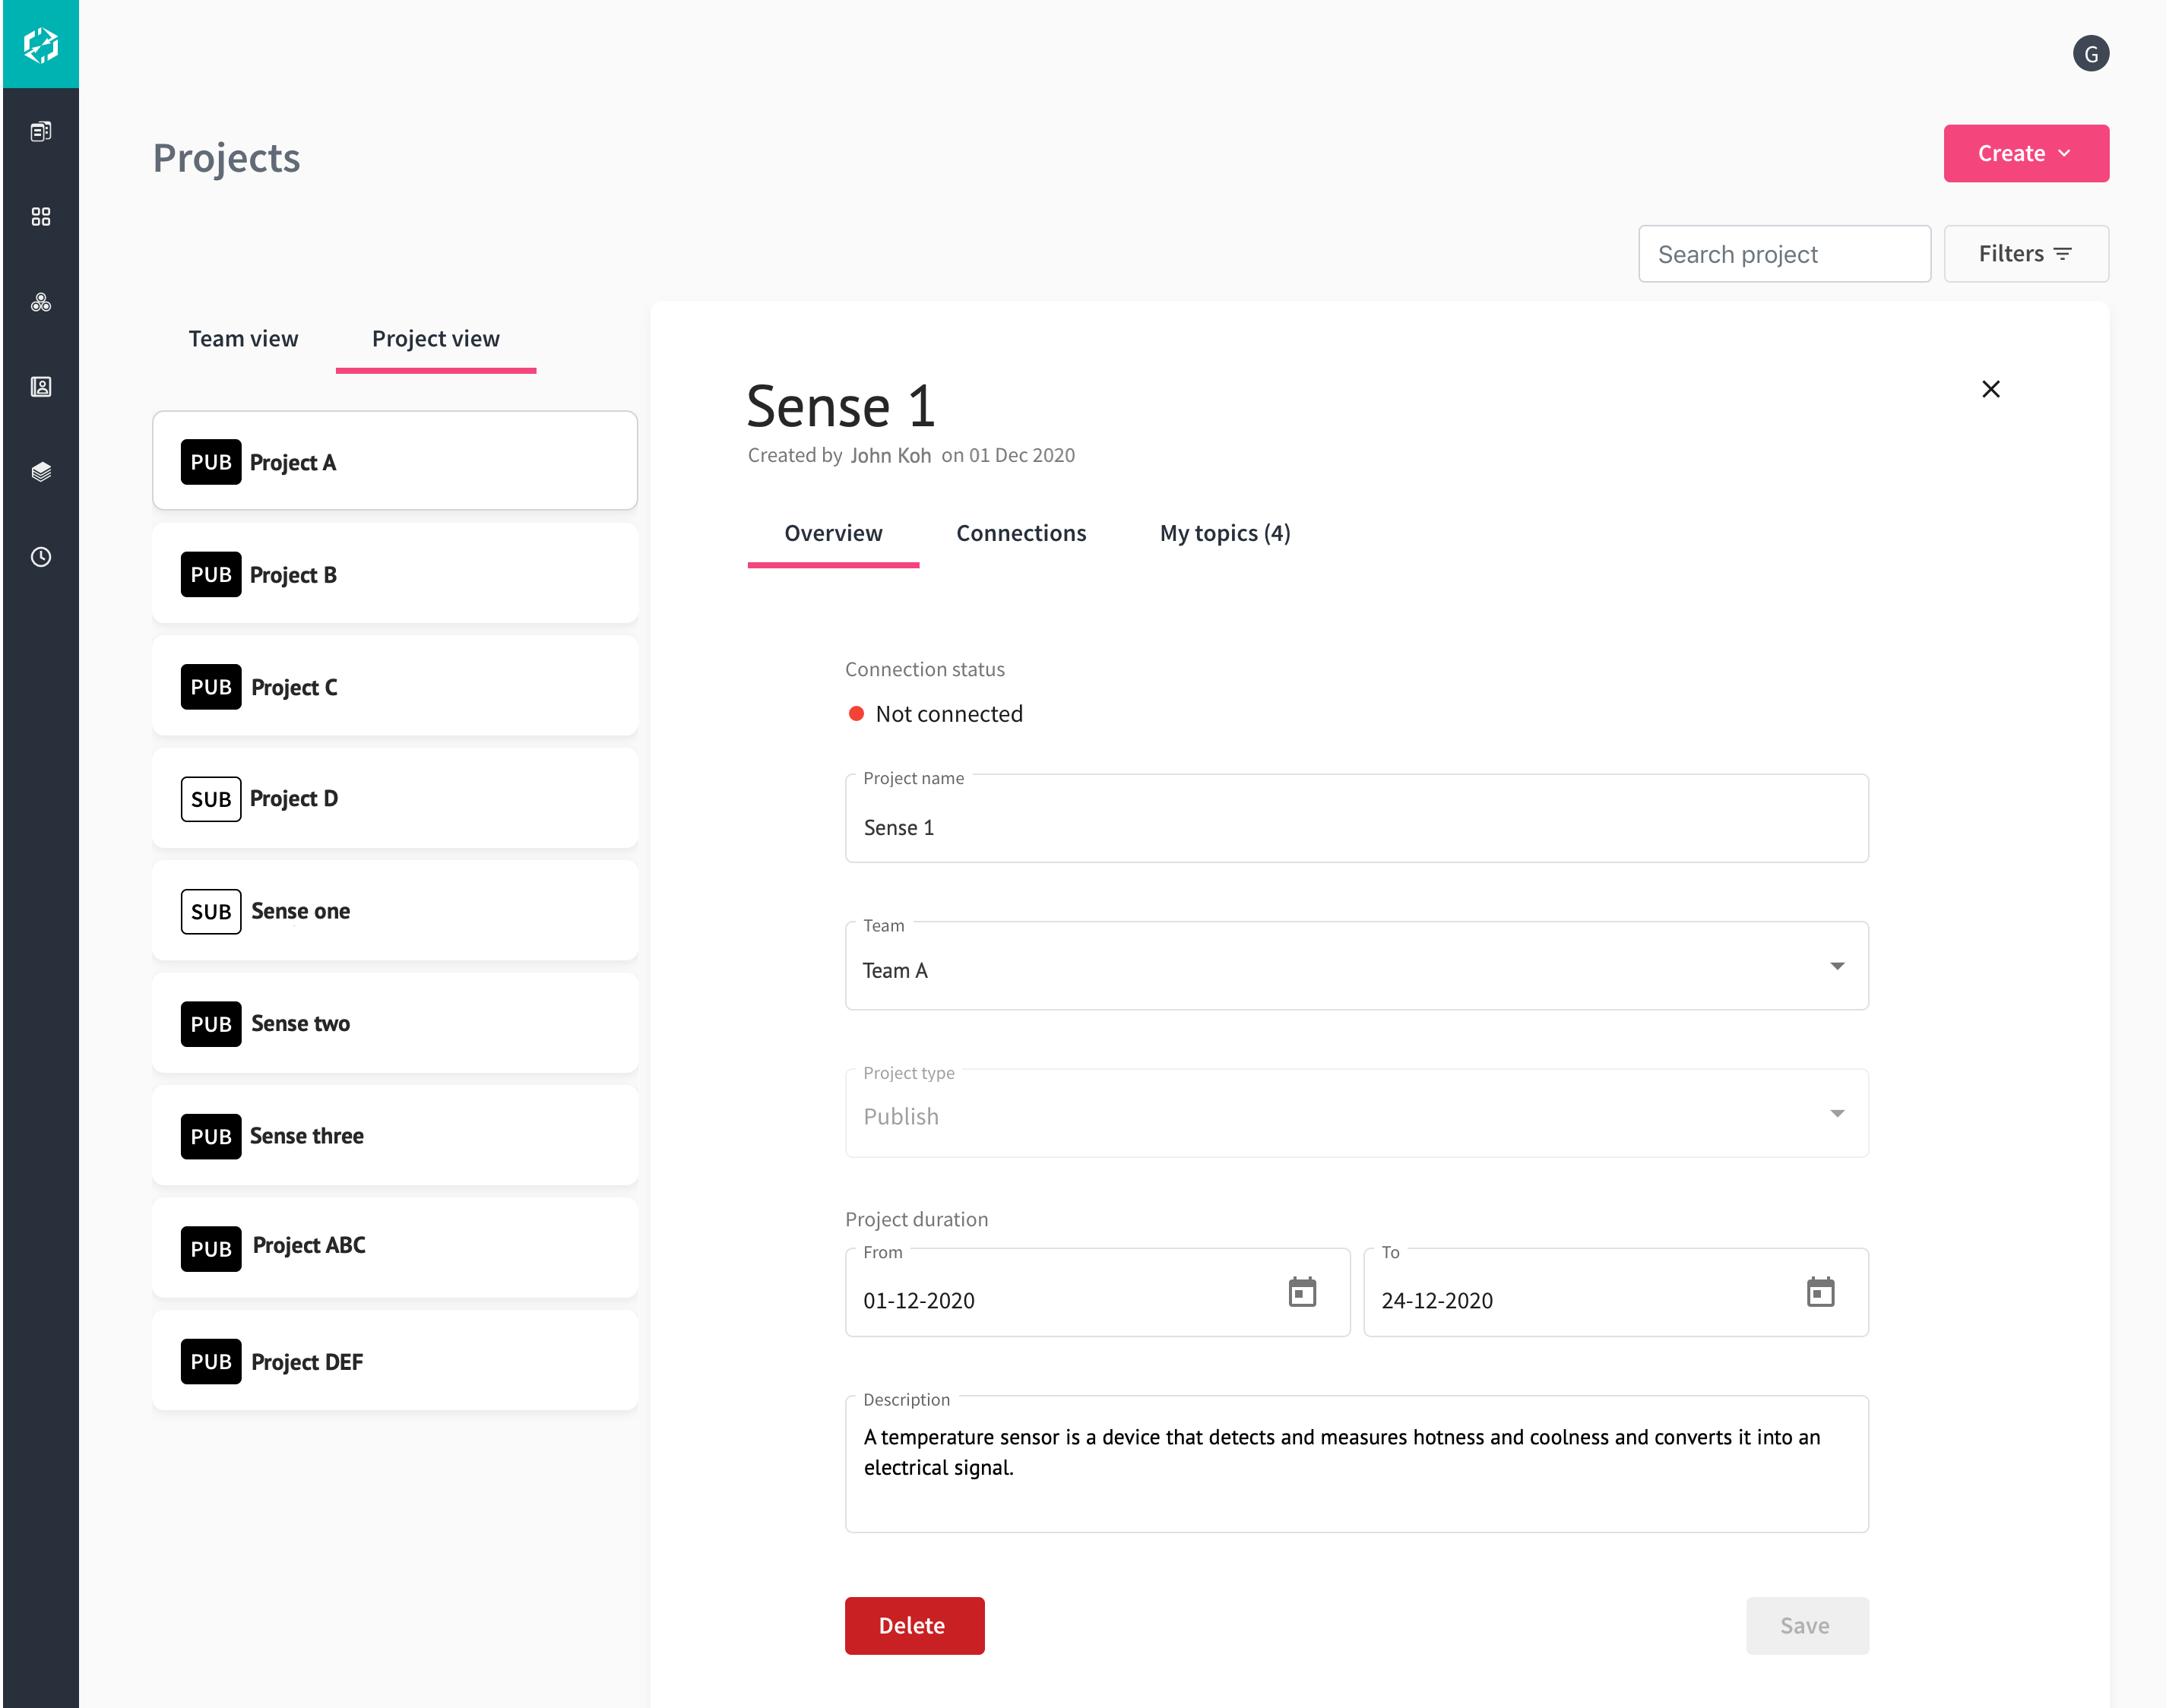 G
Projects
Create
Search project
Filters
Team view
Project view
PUB Project A
PUB Project B
PUB Project C
SUB Project D
SUB Sense one
PUB Sense two
PUB Sense three
PUB Project ABC
PUB Project DEF
Sense 1
Created by John Koh on 01 Dec 2020
Overview
Connections
My topics (4)
Connection status
Not connected
Project name
Sense 1
Team
Team A
Project type
Publish
Project duration
From
01-12-2020
To
24-12-2020
Description
A temperature sensor is a device that detects and measures hotness and coolness and converts it into an
electrical signal.
Delete
Save